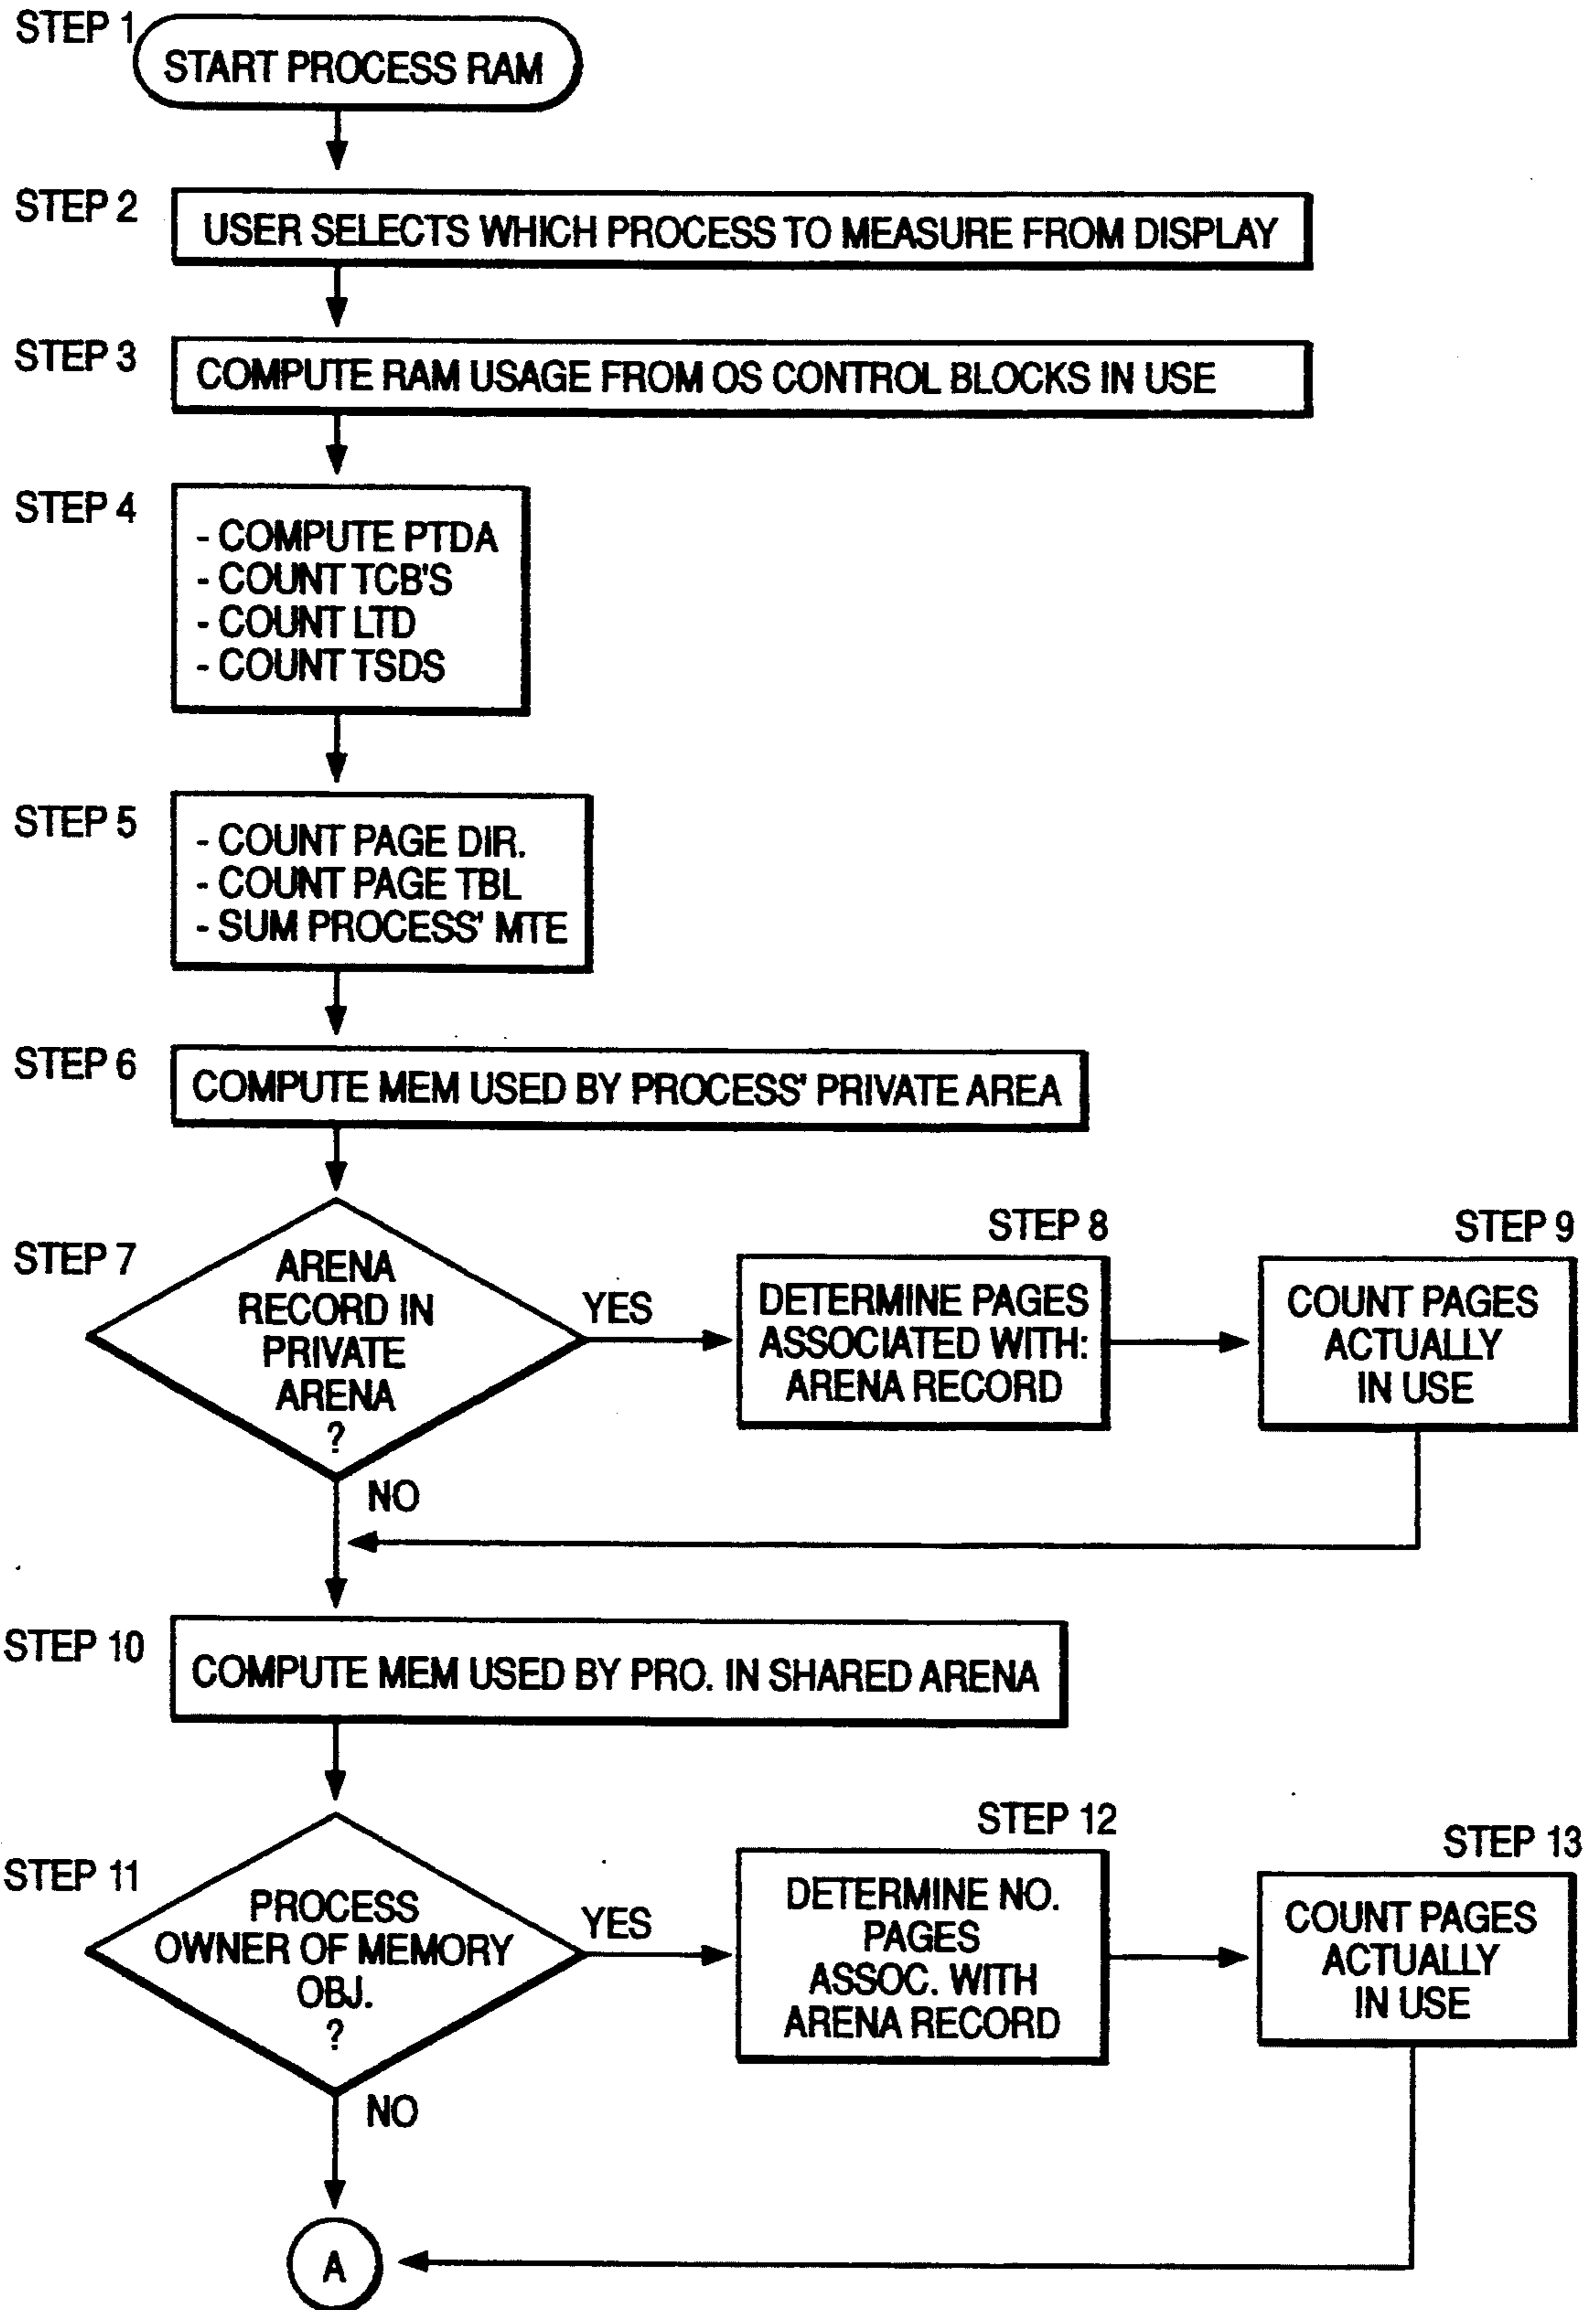 STEP 1
START PROCESS RAM
STEP 2
USER SELECTS WHICH PROCESS TO MEASURE FROM DISPLAY
STEP 3
COMPUTE RAM USAGE FROM OS CONTROL BLOCKS IN USE
STEP 4
- COMPUTE PTDA
- COUNT TCB'S
- COUNT LTD
- COUNT TSDS
STEP 5
- COUNT PAGE DIR.
- COUNT PAGE TBL
- SUM PROCESS' MTE
STEP 6
COMPUTE MEM USED BY PROCESS' PRIVATE AREA
STEP 7
ARENA
RECORD IN
PRIVATE
ARENA
?
YES
NO
STEP 8
DETERMINE PAGES
ASSOCIATED WITH:
ARENA RECORD
STEP 9
COUNT PAGES
ACTUALLY
IN USE
STEP 10
COMPUTE MEM USED BY PRO. IN SHARED ARENA
STEP 11
PROCESS
OWNER OF MEMORY
OBJ.
?
YES
NO
STEP 12
DETERMINE NO.
PAGES
ASSOC. WITH
ARENA RECORD
STEP 13
COUNT PAGES
ACTUALLY
IN USE
A